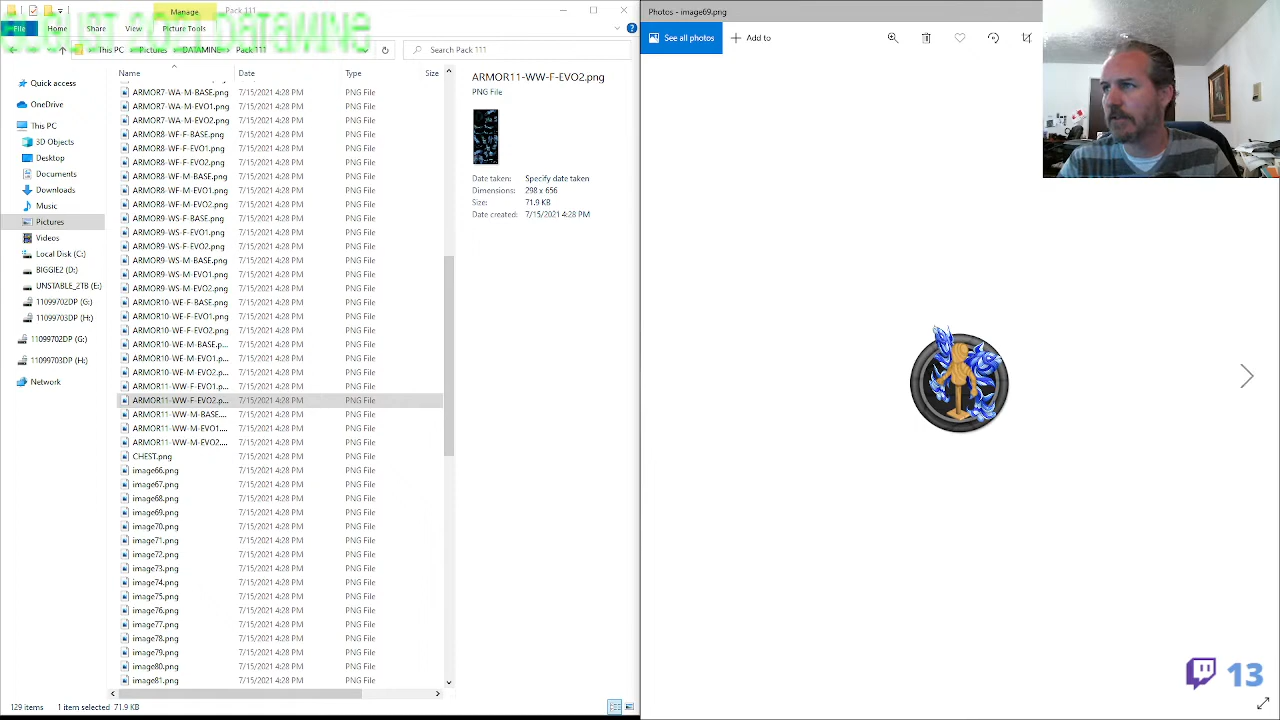 Manage
Pack 111
File
Home
Share
View
Picture Tools
This PC
Pictures
DATAMINE
Pack 111
Search Pack 111
Name
Date
Type
Size
Quick access
OneDrive
This PC
3D Objects
Desktop
Documents
Downloads
Music
Pictures
Videos
Local Disk (C:)
BIGGIE2 (D:)
UNSTABLE_2TB (E:)
11099702DP (G:)
11099703DP (H:)
11099702DP (G:)
11099703DP (H:)
Network
ARMOR7-WA-M-BASE.png 7/15/2021 4:28 PM PNG File
ARMOR7-WA-M-EVO1.png 7/15/2021 4:28 PM PNG File
ARMOR7-WA-M-EVO2.png 7/15/2021 4:28 PM PNG File
ARMOR8-WF-F-BASE.png 7/15/2021 4:28 PM PNG File
ARMOR8-WF-F-EVO1.png 7/15/2021 4:28 PM PNG File
ARMOR8-WF-F-EVO2.png 7/15/2021 4:28 PM PNG File
ARMOR8-WF-M-BASE.png 7/15/2021 4:28 PM PNG File
ARMOR8-WF-M-EVO1.png 7/15/2021 4:28 PM PNG File
ARMOR8-WF-M-EVO2.png 7/15/2021 4:28 PM PNG File
ARMOR9-WS-F-BASE.png 7/15/2021 4:28 PM PNG File
ARMOR9-WS-F-EVO1.png 7/15/2021 4:28 PM PNG File
ARMOR9-WS-F-EVO2.png 7/15/2021 4:28 PM PNG File
ARMOR9-WS-M-BASE.png 7/15/2021 4:28 PM PNG File
ARMOR9-WS-M-EVO1.png 7/15/2021 4:28 PM PNG File
ARMOR9-WS-M-EVO2.png 7/15/2021 4:28 PM PNG File
ARMOR10-WE-F-BASE.png 7/15/2021 4:28 PM PNG File
ARMOR10-WE-F-EVO1.png 7/15/2021 4:28 PM PNG File
ARMOR10-WE-F-EVO2.png 7/15/2021 4:28 PM PNG File
ARMOR10-WE-M-BASE.p... 7/15/2021 4:28 PM PNG File
ARMOR10-WE-M-EVO1.p... 7/15/2021 4:28 PM PNG File
ARMOR10-WE-M-EVO2.p... 7/15/2021 4:28 PM PNG File
ARMOR11-WW-F-EVO1.p... 7/15/2021 4:28 PM PNG File
ARMOR11-WW-F-EVO2.p... 7/15/2021 4:28 PM PNG File
ARMOR11-WW-M-BASE.... 7/15/2021 4:28 PM PNG File
ARMOR11-WW-M-EVO1.... 7/15/2021 4:28 PM PNG File
ARMOR11-WW-M-EVO2.... 7/15/2021 4:28 PM PNG File
CHEST.png 7/15/2021 4:28 PM PNG File
image66.png 7/15/2021 4:28 PM PNG File
image67.png 7/15/2021 4:28 PM PNG File
image68.png 7/15/2021 4:28 PM PNG File
image69.png 7/15/2021 4:28 PM PNG File
image70.png 7/15/2021 4:28 PM PNG File
image71.png 7/15/2021 4:28 PM PNG File
image72.png 7/15/2021 4:28 PM PNG File
image73.png 7/15/2021 4:28 PM PNG File
image74.png 7/15/2021 4:28 PM PNG File
image75.png 7/15/2021 4:28 PM PNG File
image76.png 7/15/2021 4:28 PM PNG File
image77.png 7/15/2021 4:28 PM PNG File
image78.png 7/15/2021 4:28 PM PNG File
image79.png 7/15/2021 4:28 PM PNG File
image80.png 7/15/2021 4:28 PM PNG File
image81.png 7/15/2021 4:28 PM PNG File
129 items 1 item selected 71.9 KB
ARMOR11-WW-F-EVO2.png
PNG File
Date taken: Specify date taken
Dimensions: 298 x 656
Size: 71.9 KB
Date created: 7/15/2021 4:28 PM
Photos - image69.png
See all photos
Add to
13